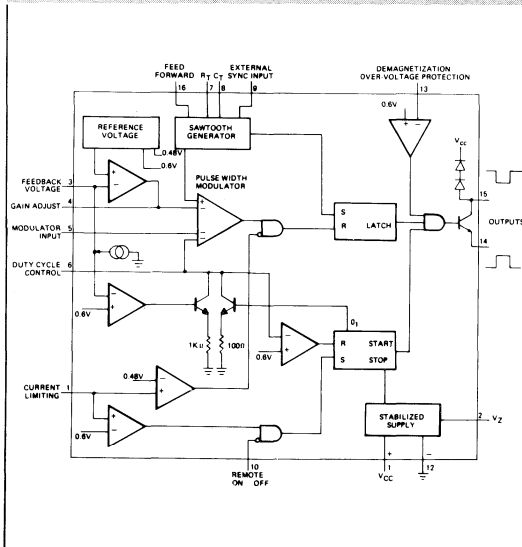 FEED FORWARD
16
R_T
7
C_T
8
EXTERNAL SYNC INPUT
9
DEMAGNETIZATION
OVER-VOLTAGE PROTECTION
13
REFERENCE
VOLTAGE
0.48V
0.6V
SAWTOOTH
GENERATOR
0.6V
+
−
V_CC
15
OUTPUTS
14
FEEDBACK
VOLTAGE
3
+
−
GAIN ADJUST
4
MODULATOR
INPUT
5
DUTY CYCLE
CONTROL
6
PULSE WIDTH
MODULATOR
+
−
−
S
R
LATCH
0.6V
−
+
1KΩ
100Ω
0.6V
−
+
Q1
R
S
START
STOP
CURRENT
LIMITING
1
0.48V
−
+
0.6V
+
−
10
REMOTE
ON OFF
STABILIZED
SUPPLY
2
V_Z
+
−
1
V_CC
12